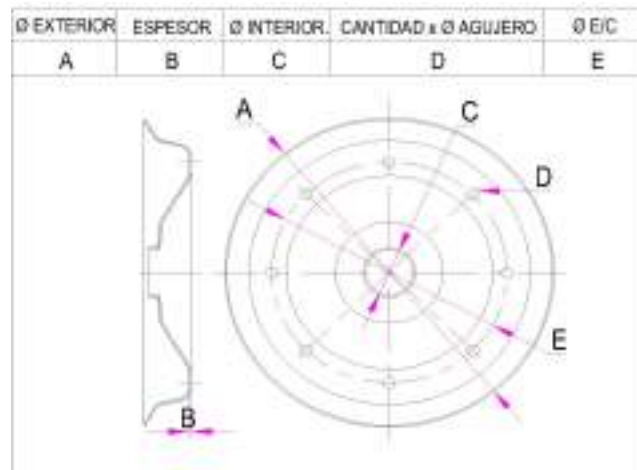 Ø EXTERIOR ESPESOR Ø INTERIOR. CANTIDAD x Ø AGUJERO Ø E/C
A B C D E
A C
D
E
B